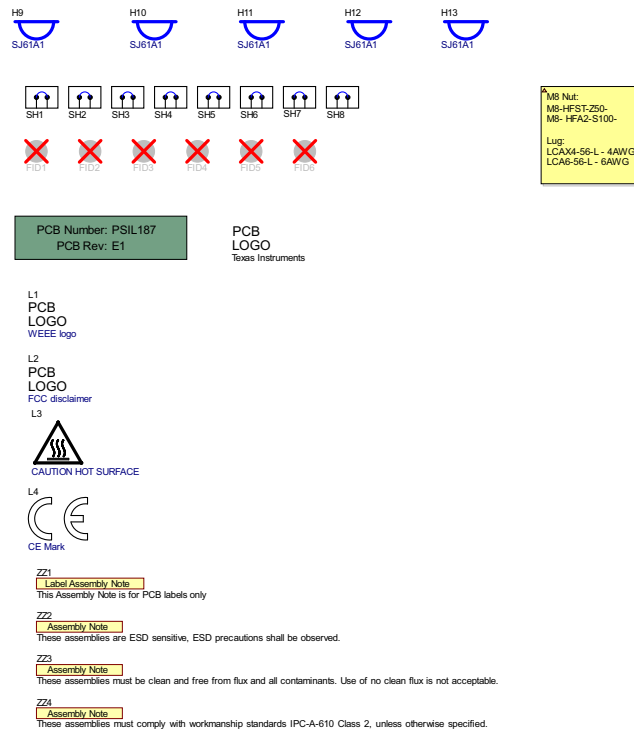 H9 H10 H11 H12 H13
SJ61A1 SJ61A1 SJ61A1 SJ61A1 SJ61A1
SH1 SH2 SH3 SH4 SH5 SH6 SH7 SH8
FID1 FID2 FID3 FID4 FID5 FID6
M8 Nut:
M8-HFST-Z50-
M8- HFA2-S100-
Lug:
LCAX4-56-L - 4AWG
LCA6-56-L - 6AWG
PCB Number: PSIL187
PCB Rev: E1
PCB
LOGO
Texas Instruments
L1
PCB
LOGO
WEEE logo
L2
PCB
LOGO
FCC disclaimer
L3
CAUTION HOT SURFACE
L4
CE
CE Mark
ZZ1
Label Assembly Note
This Assembly Note is for PCB labels only
ZZ2
Assembly Note
These assemblies are ESD sensitive, ESD precautions shall be observed.
ZZ3
Assembly Note
These assemblies must be clean and free from flux and all contaminants. Use of no clean flux is not acceptable.
ZZ4
Assembly Note
These assemblies must comply with workmanship standards IPC-A-610 Class 2, unless otherwise specified.